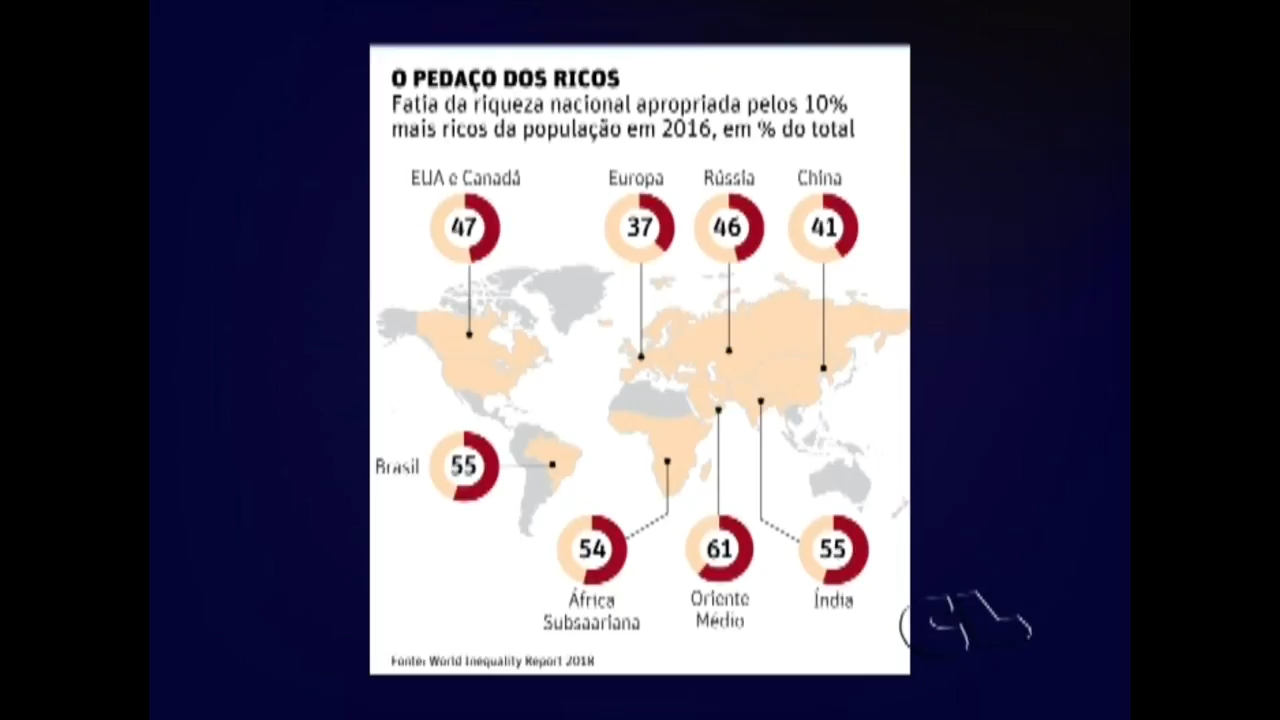 O PEDAÇO DOS RICOS
Fatia da riqueza nacional apropriada pelos 10%
mais ricos da população em 2016, em % do total
EUA e Canadá
Europa
Rússia
China
47
37
46
41
Brasil
55
54
61
55
África
Subsaariana
Oriente
Médio
Índia
Fonte: World Inequality Report 2018